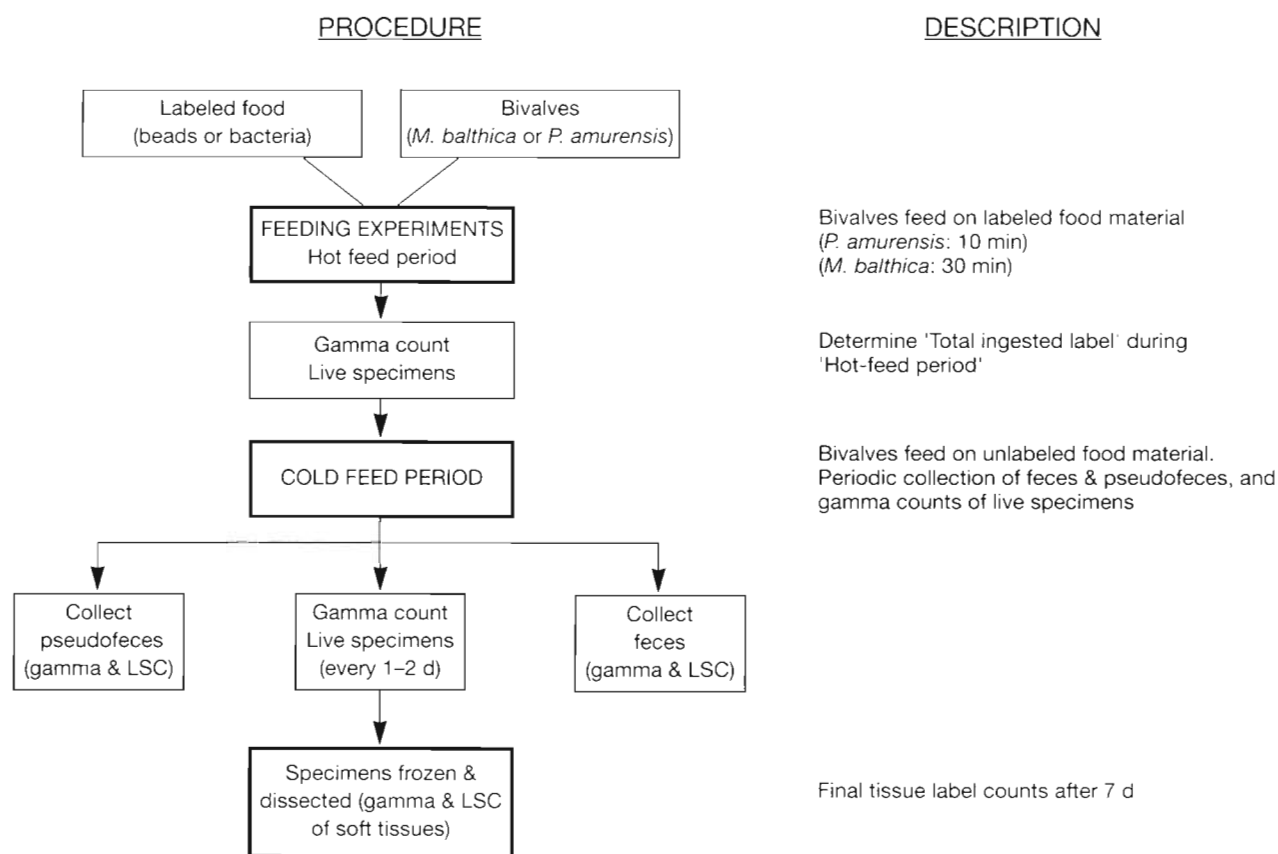 PROCEDURE
DESCRIPTION
Labeled food
(beads or bacteria)
Bivalves
(M. balthica or P. amurensis)
FEEDING EXPERIMENTS
Hot feed period
Bivalves feed on labeled food material
(P. amurensis: 10 min)
(M. balthica: 30 min)
Gamma count
Live specimens
Determine 'Total ingested label' during
'Hot-feed period'
COLD FEED PERIOD
Bivalves feed on unlabeled food material.
Periodic collection of feces & pseudofeces, and
gamma counts of live specimens
Collect
pseudofeces
(gamma & LSC)
Gamma count
Live specimens
(every 1–2 d)
Collect
feces
(gamma & LSC)
Specimens frozen &
dissected (gamma & LSC
of soft tissues)
Final tissue label counts after 7 d